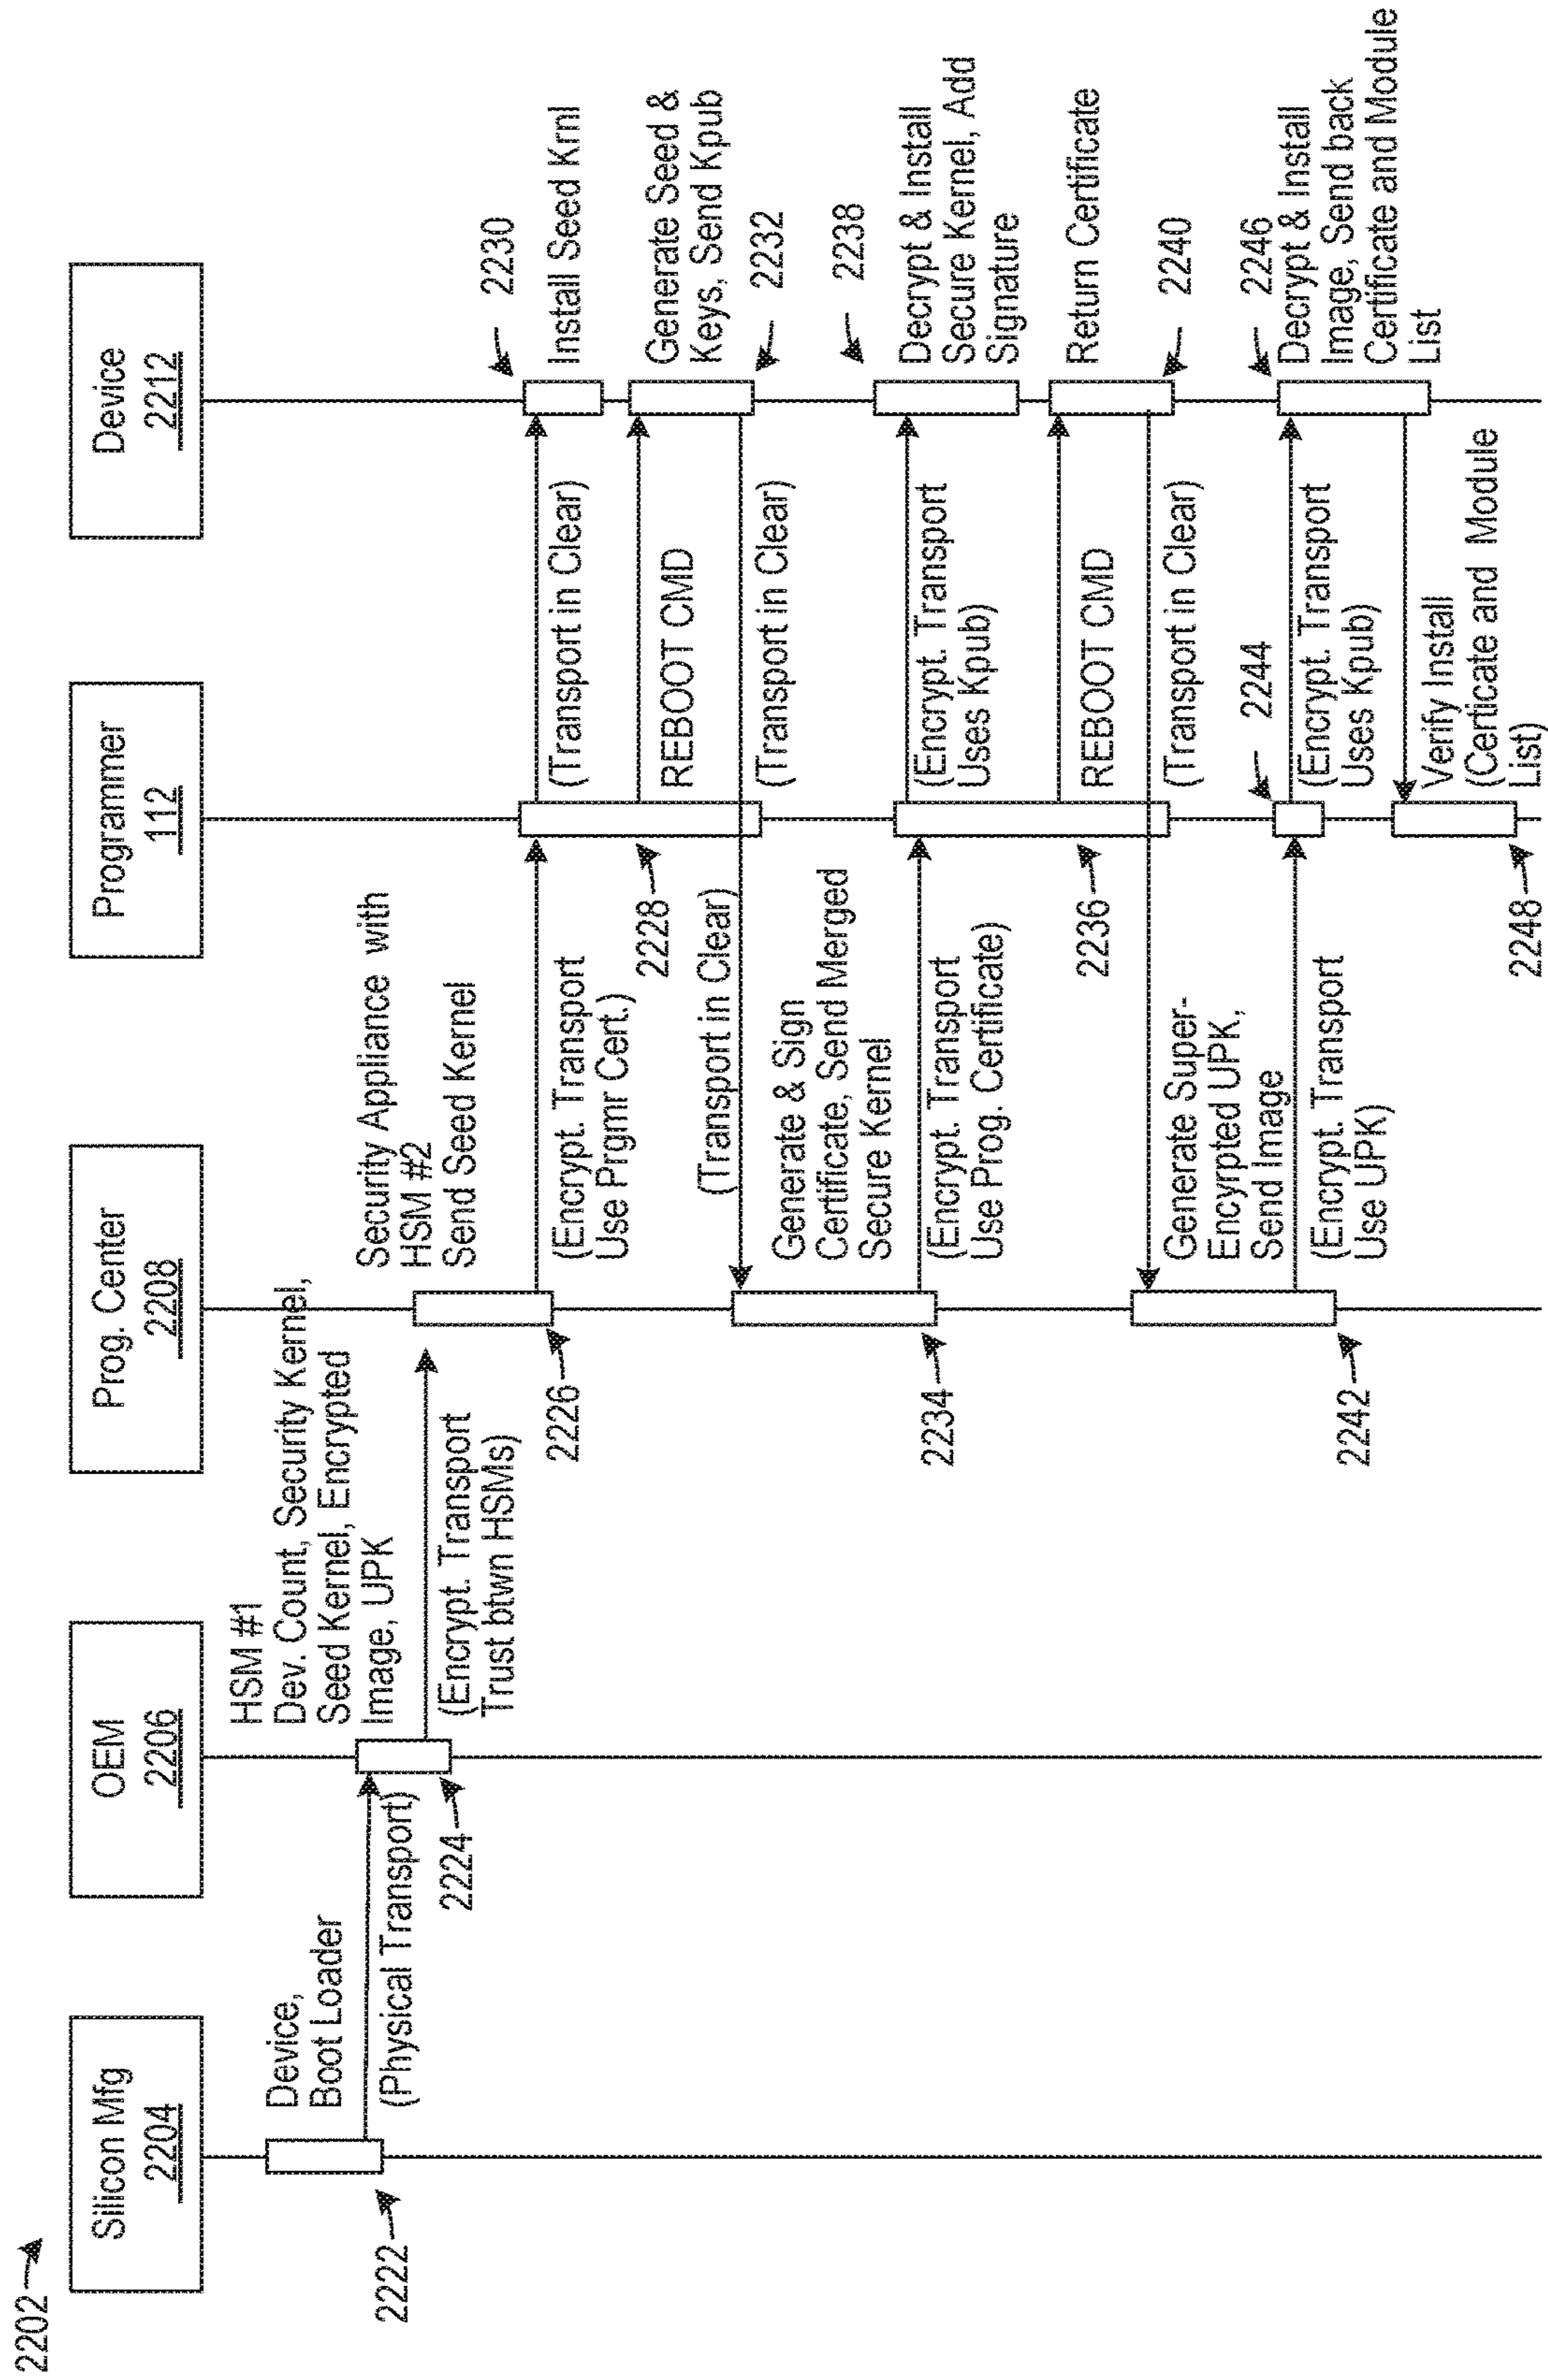 2202
Silicon Mfg
2204
OEM
2206
Prog. Center
2208
Programmer
112
Device
2212
Device,
Boot Loader
(Physical Transport)
2222
HSM #1
Dev. Count, Security Kernel,
Seed Kernel, Encrypted
Image, UPK
(Encrypt. Transport
Trust btwn HSMs)
2224
Security Appliance with
HSM #2
Send Seed Kernel
(Encrypt. Transport
Use Prgmr Cert.)
2226
2228
(Transport in Clear)
2230
Install Seed Krnl
REBOOT CMD
Generate Seed &
Keys, Send Kpub
2232
(Transport in Clear)
(Transport in Clear)
Generate & Sign
Certificate, Send Merged
Secure Kernel
(Encrypt. Transport
Use Prog. Certificate)
2234
2236
(Encrypt. Transport
Uses Kpub)
2238
Decrypt & Install
Secure Kernel, Add
Signature
REBOOT CMD
Return Certificate
2240
(Transport in Clear)
Generate Super-
Encyrpted UPK,
Send Image
(Encrypt. Transport
Use UPK)
2242
2244
(Encrypt. Transport
Uses Kpub)
2246
Decrypt & Install
Image, Send back
Certificate and Module
List
Verify Install
(Certicate and Module
List)
2248